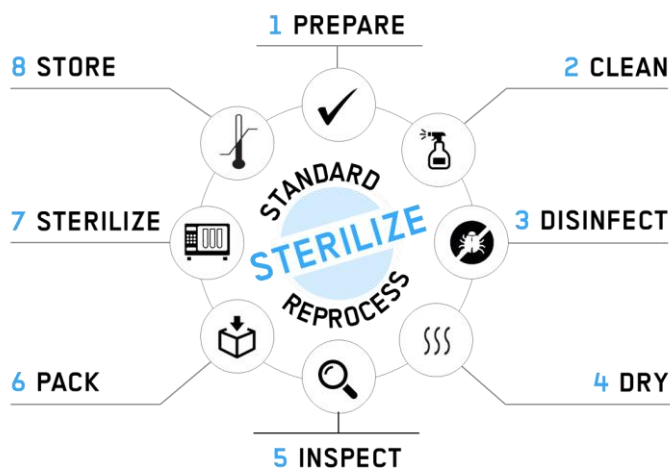 1 PREPARE
8 STORE
2 CLEAN
STANDARD
7 STERILIZE
STERILIZE
3 DISINFECT
REPROCESS
6 PACK
4 DRY
5 INSPECT